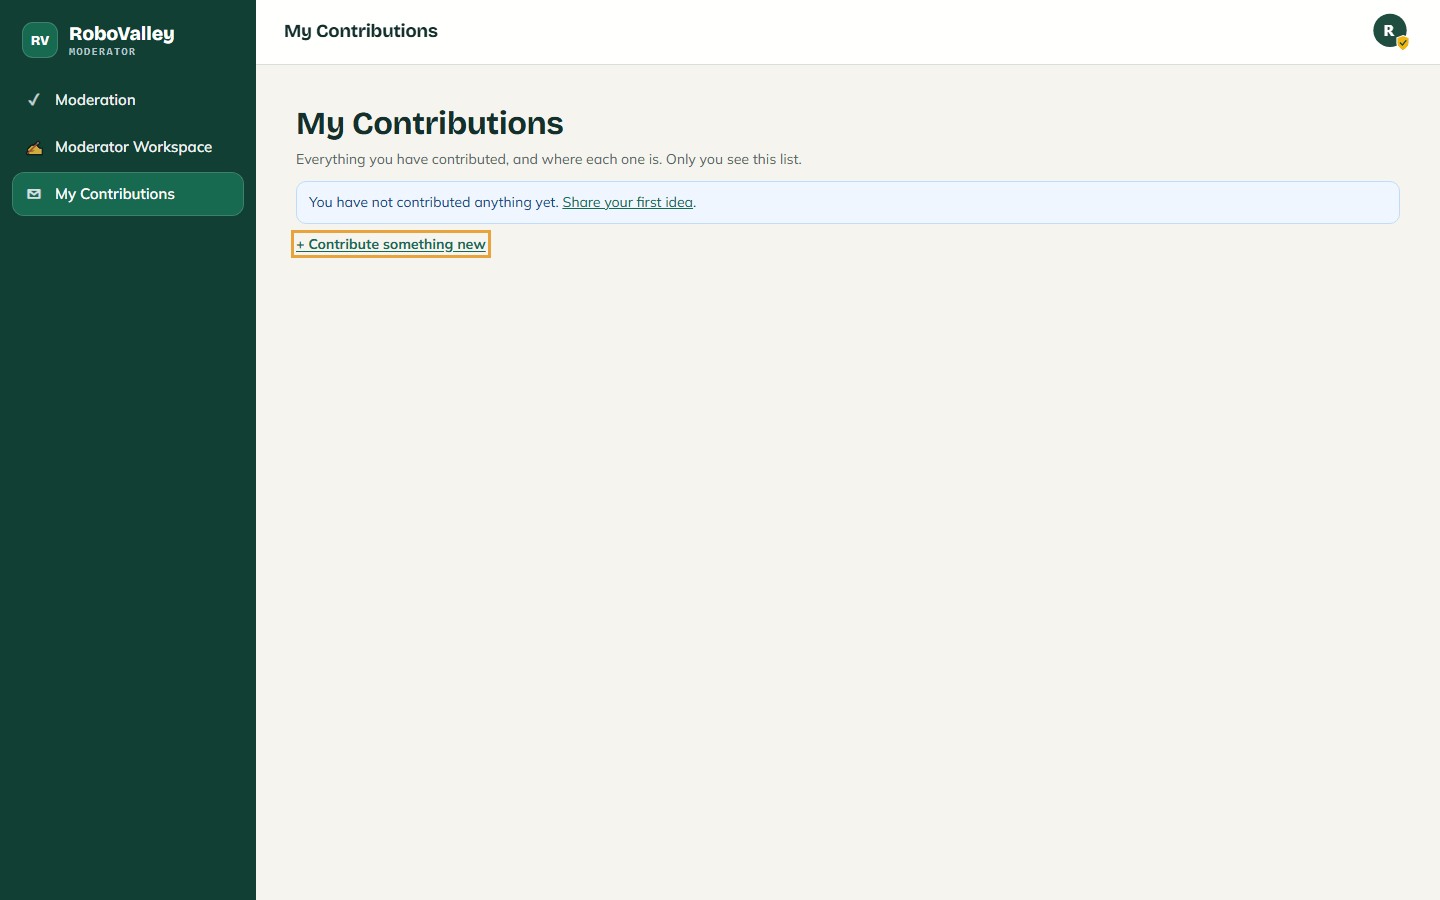 RV
RoboValley
MODERATOR
Moderation
Moderator Workspace
My Contributions
My Contributions
R
My Contributions
Everything you have contributed, and where each one is. Only you see this list.
You have not contributed anything yet. Share your first idea.
+ Contribute something new